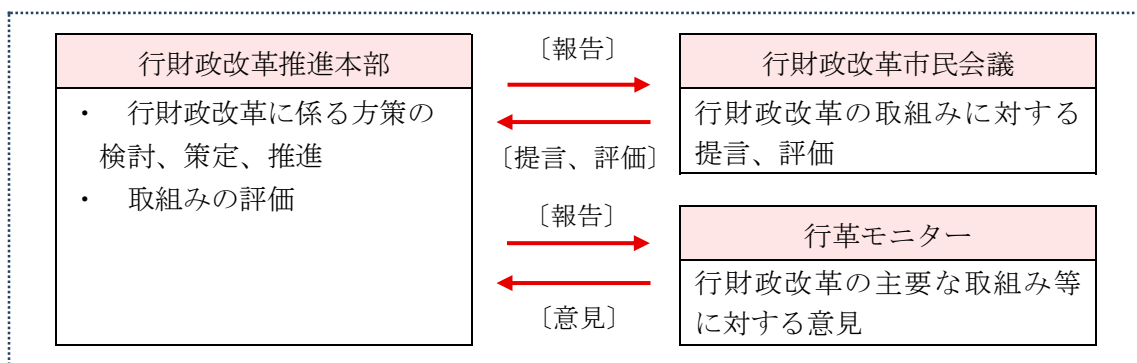 行財政改革推進本部
・　行財政改革に係る方策の
検討、策定、推進
・　取組みの評価
〔報告〕
〔提言、評価〕
行財政改革市民会議
行財政改革の取組みに対する
提言、評価
〔報告〕
〔意見〕
行革モニター
行財政改革の主要な取組み等
に対する意見